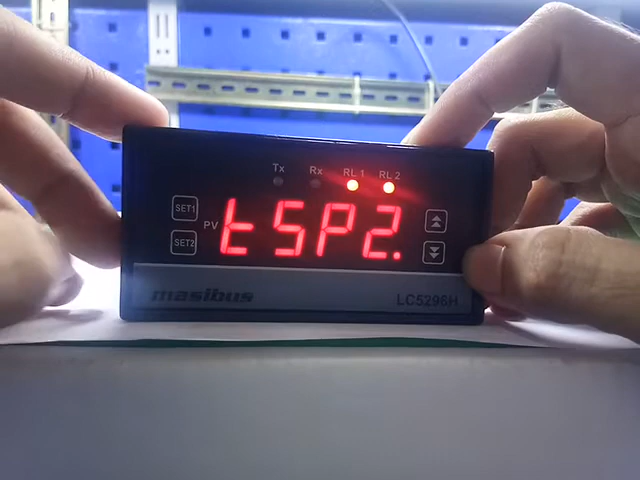 Tx Rx RL 1 RL 2
SET1
PV tSP2.
SET2
masibus LC5296H